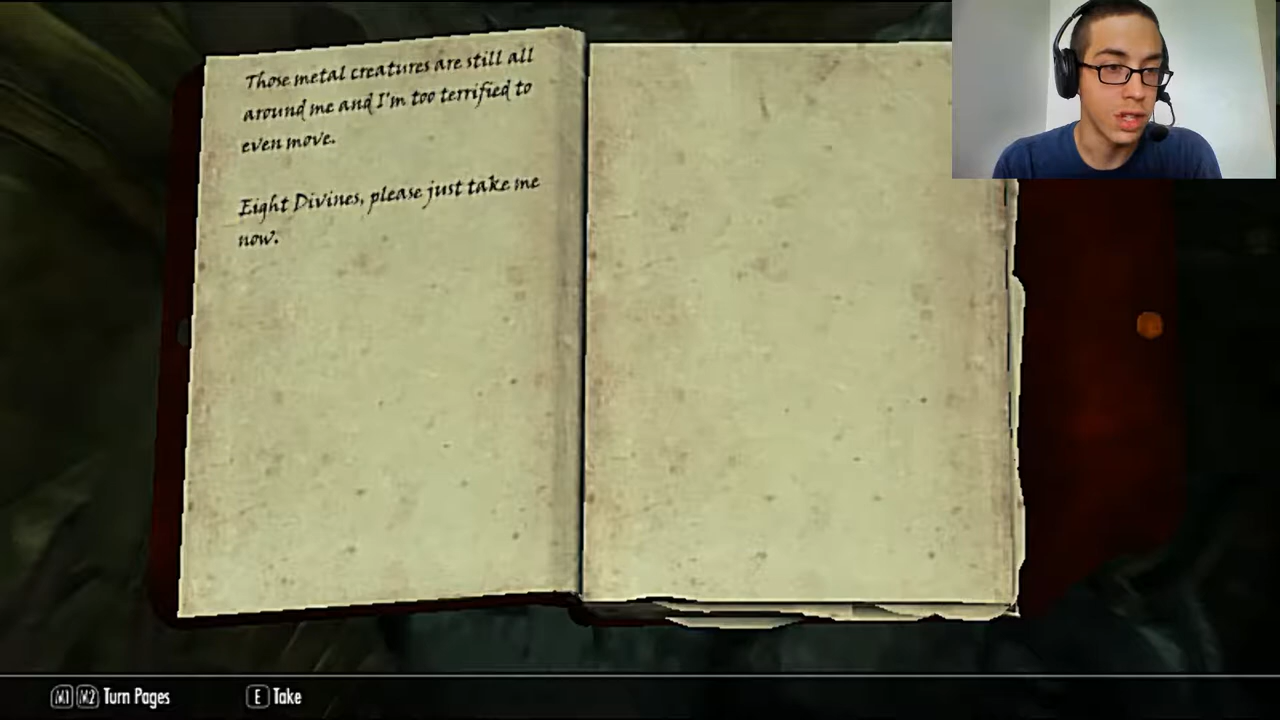 Those metal creatures are still all
around me and I'm too terrified to
even move.
Eight Divines, please just take me
now.
M1 M2 Turn Pages
E Take